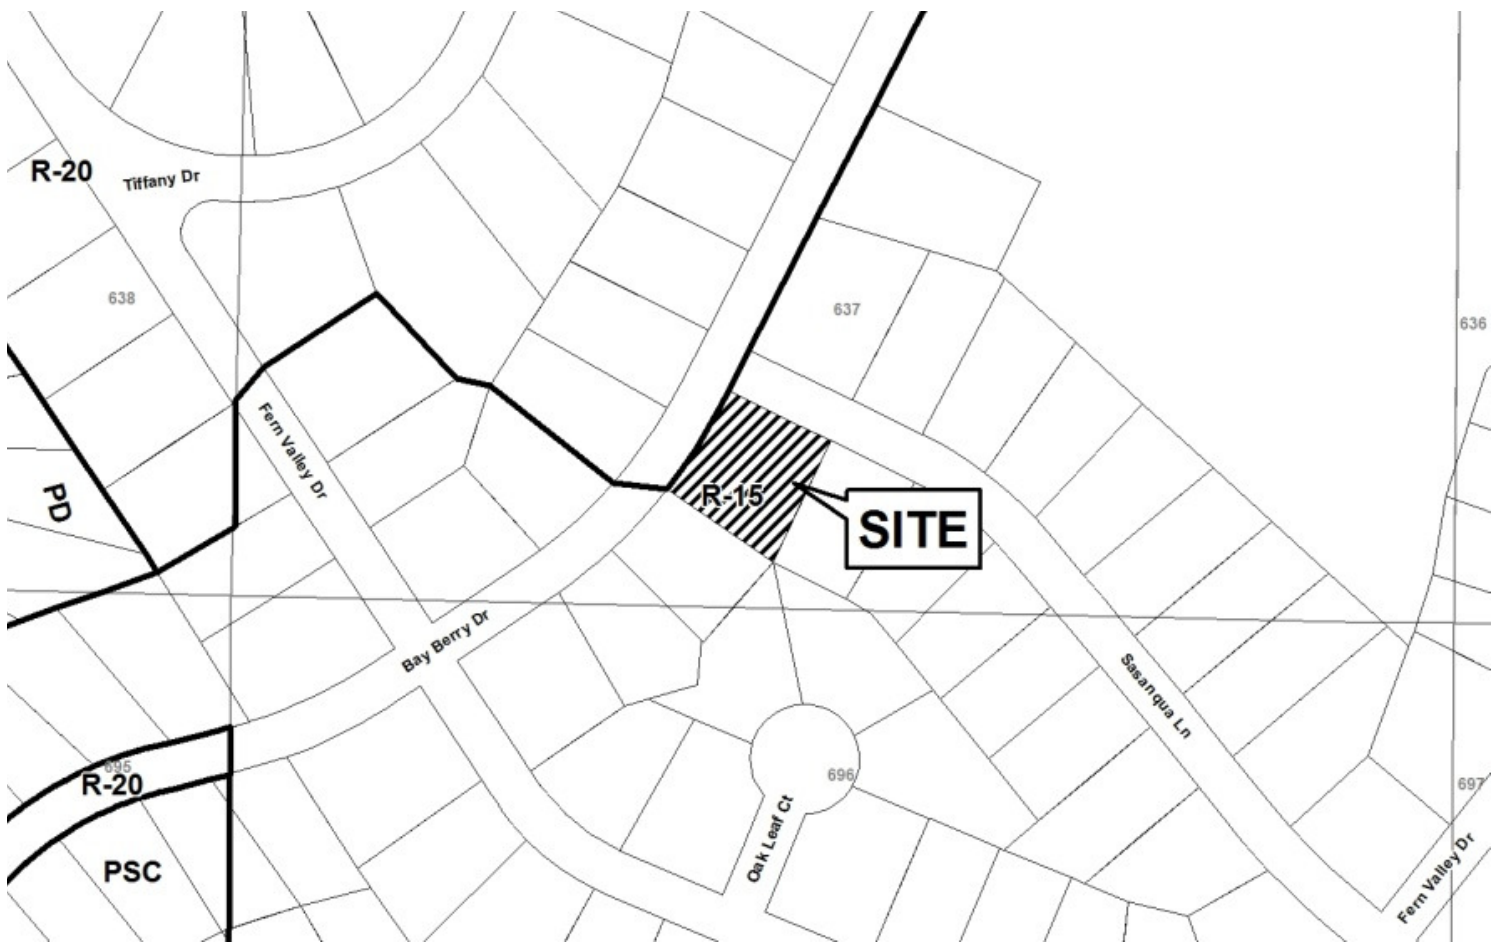 R-20
Tiffany Dr
638
637
636
Fern Valley Dr
PD
R-15
SITE
Bay Berry Dr
Sasanqua Ln
695
R-20
696
697
PSC
Oak Leaf Ct
Fern Valley Dr